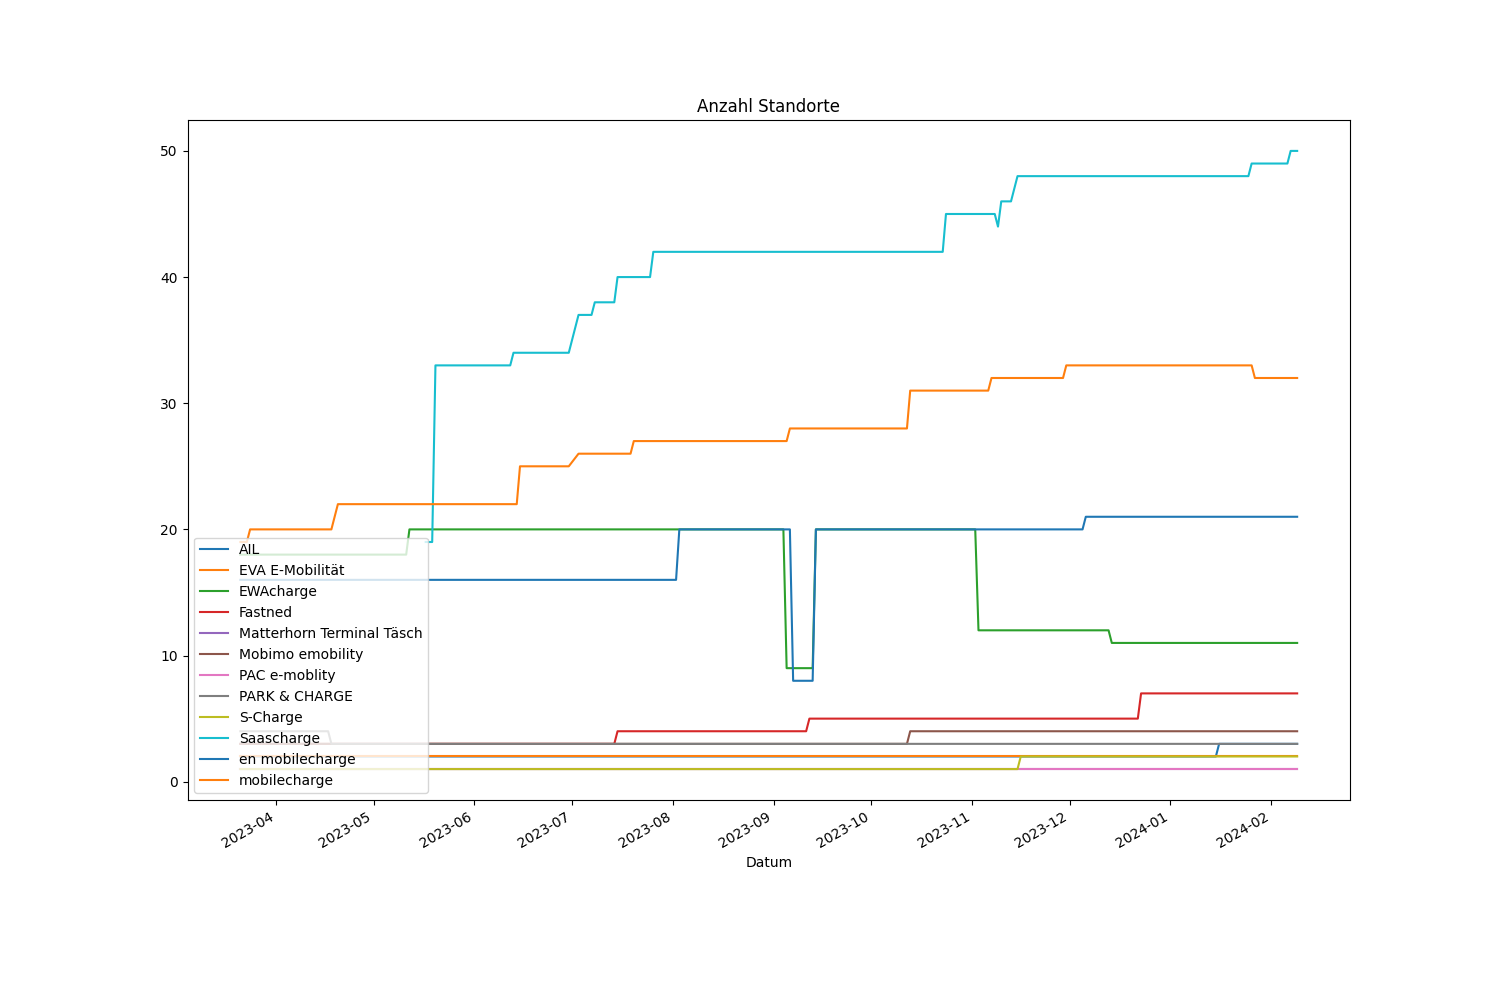 Anzahl Standorte
50
40
30
20
10
0
AIL
EVA E-Mobilität
EWAcharge
Fastned
Matterhorn Terminal Täsch
Mobimo emobility
PAC e-moblity
PARK & CHARGE
S-Charge
Saascharge
en mobilecharge
mobilecharge
2023-04
2023-05
2023-06
2023-07
2023-08
2023-09
2023-10
2023-11
2023-12
2024-01
2024-02
Datum